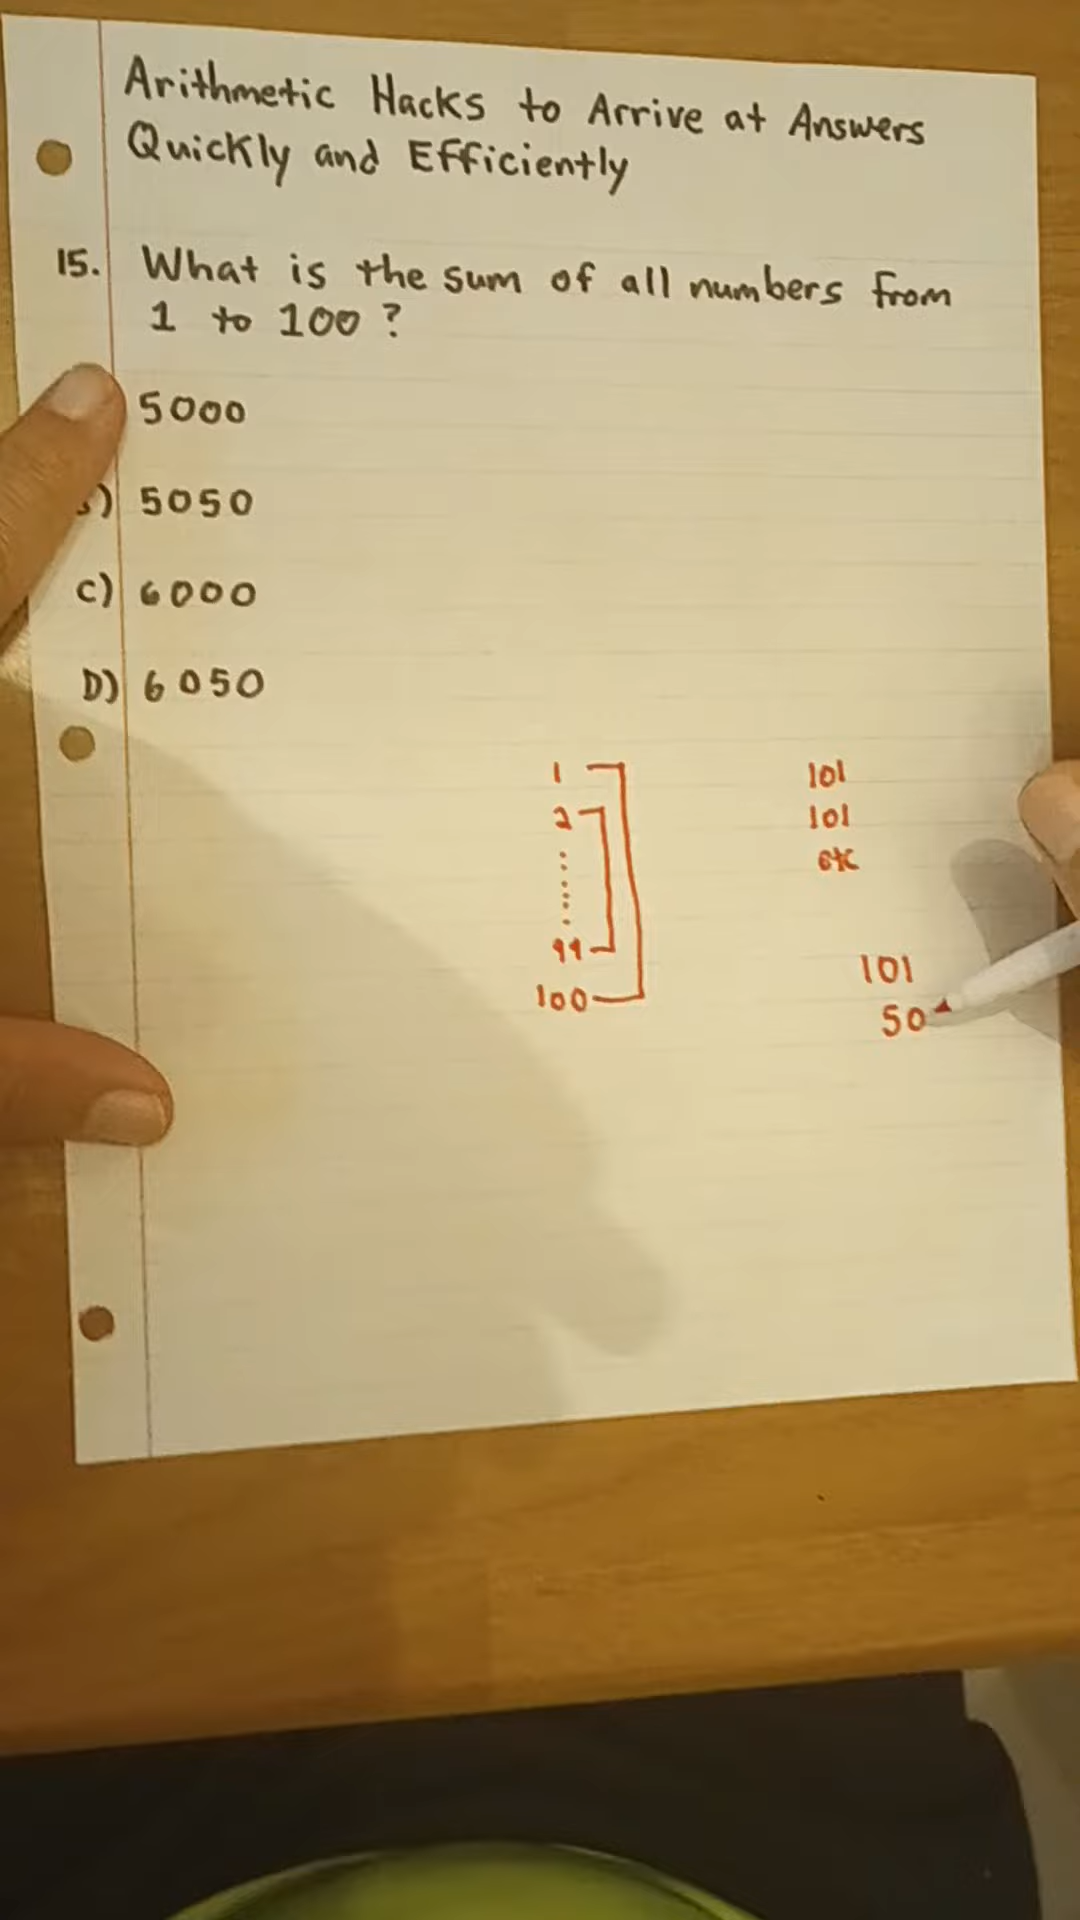 Arithmetic Hacks to Arrive at Answers
Quickly and Efficiently
15. What is the sum of all numbers from
1 to 100 ?
5000
5050
C) 6000
D) 6050
1
2
99
100
101
101
etc
101
50